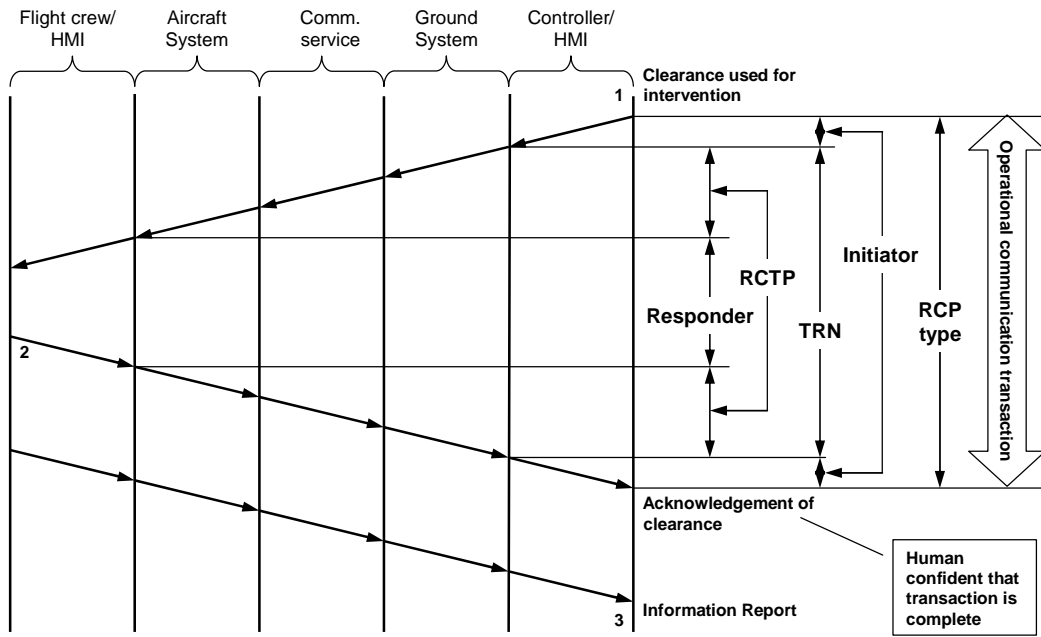 Flight crew/
HMI
Aircraft
System
Comm.
service
Ground
System
Controller/
HMI
1
Clearance used for
intervention
Operational communication transaction
Initiator
RCTP
Responder
TRN
RCP
type
2
Acknowledgement of
clearance
Human
confident that
transaction is
complete
3
Information Report